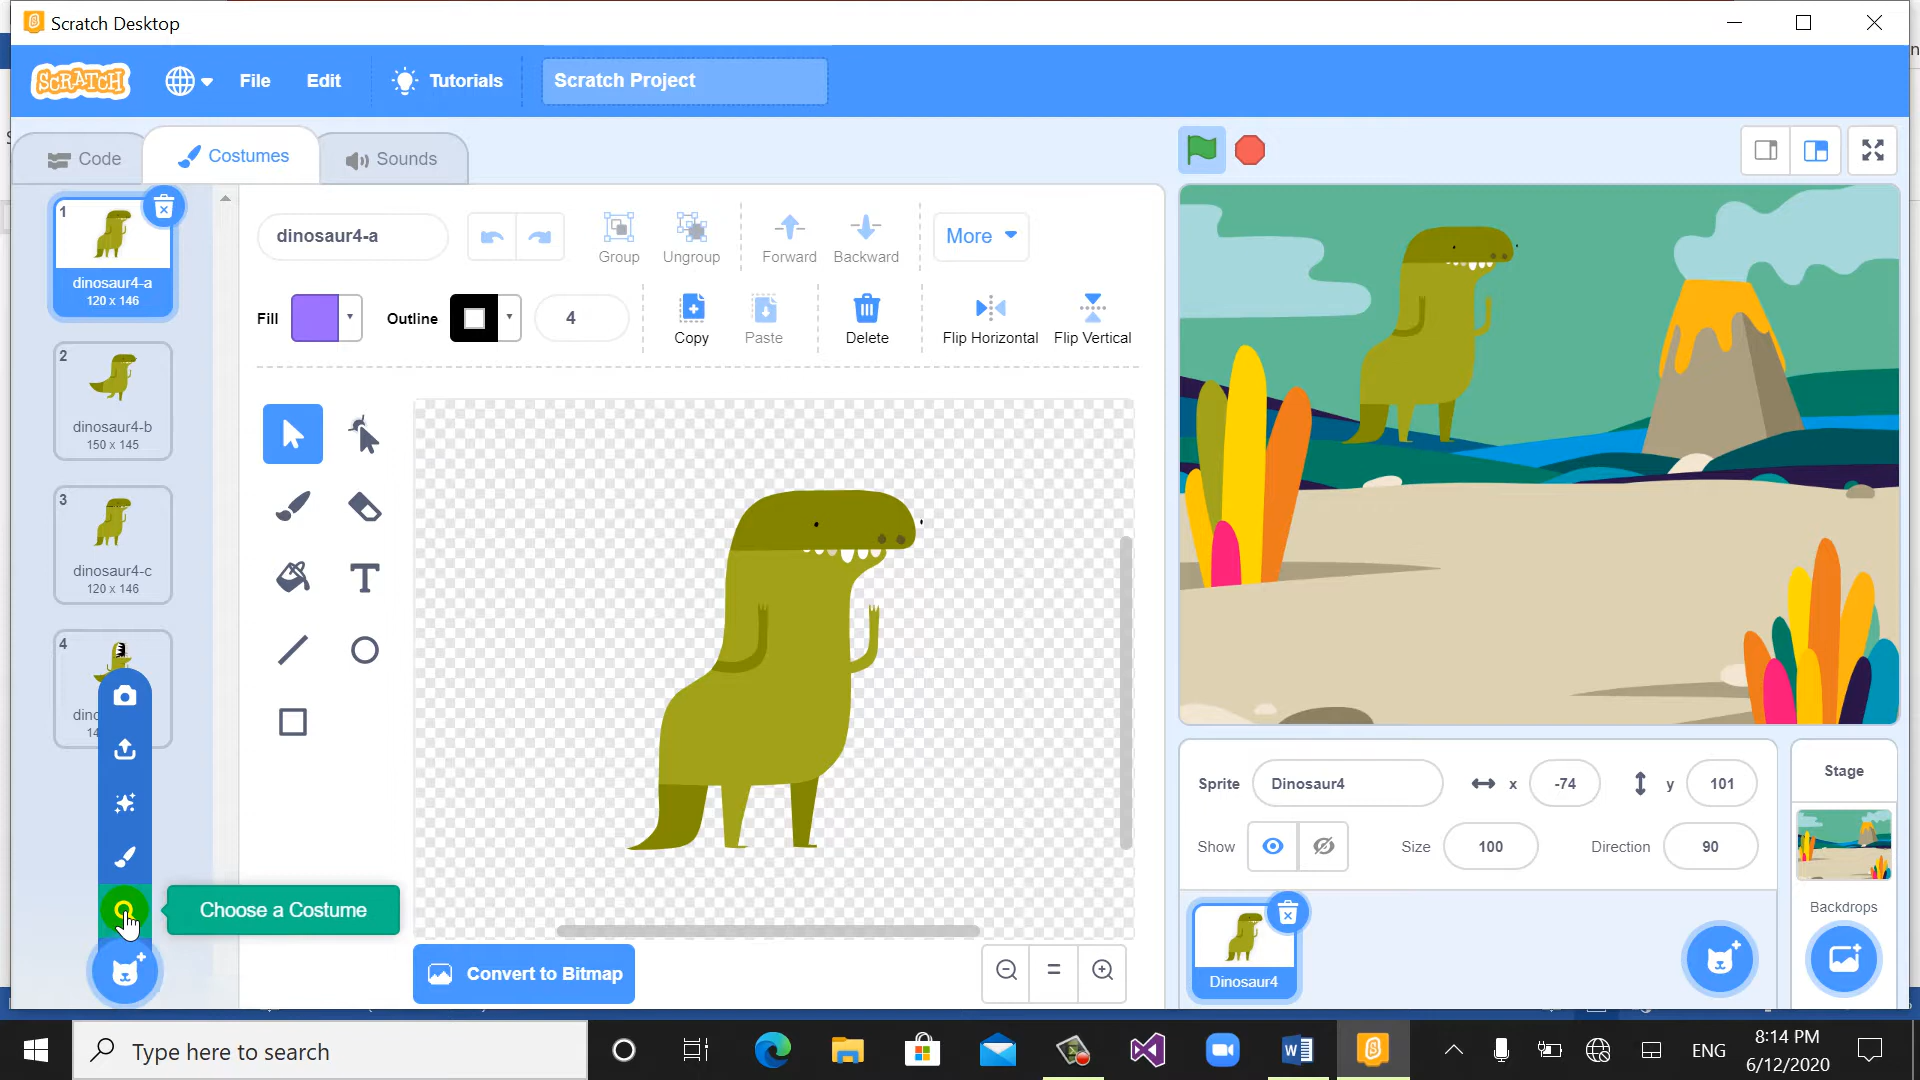 Scratch Desktop
SCRATCH
File
Edit
Tutorials
Scratch Project
Code
Costumes
Sounds
1
dinosaur4-a
120 x 146
2
dinosaur4-b
150 x 145
3
dinosaur4-c
120 x 146
4
dinosaur4-a
Group
Ungroup
Forward
Backward
More
Fill
Outline
4
Copy
Paste
Delete
Flip Horizontal
Flip Vertical
Choose a Costume
Convert to Bitmap
Sprite
Dinosaur4
x
-74
y
101
Show
Size
100
Direction
90
Dinosaur4
Stage
Backdrops
Type here to search
ENG
8:14 PM
6/12/2020